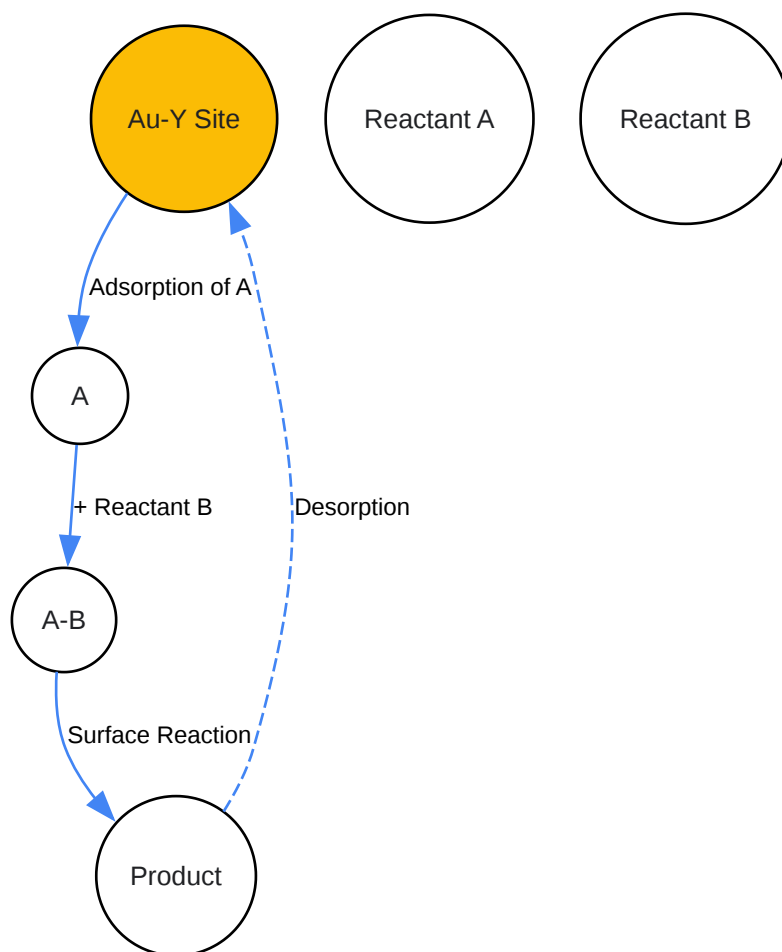 Au-Y Site
Reactant A
Reactant B
Adsorption of A
A
+ Reactant B
Desorption
A-B
Surface Reaction
Product